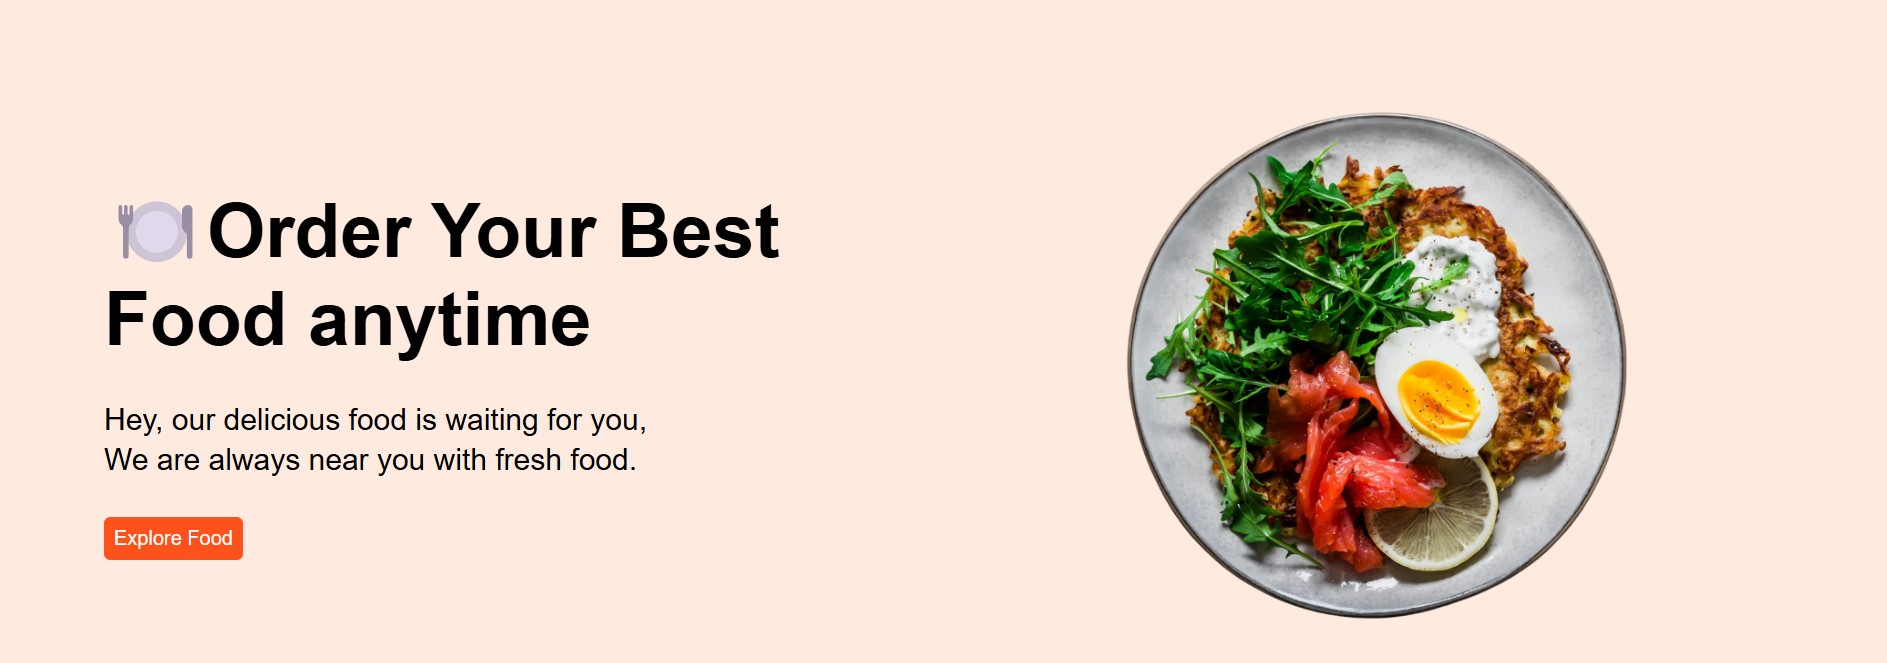 🍽️Order Your Best
Food anytime
Hey, our delicious food is waiting for you,
We are always near you with fresh food.
Explore Food